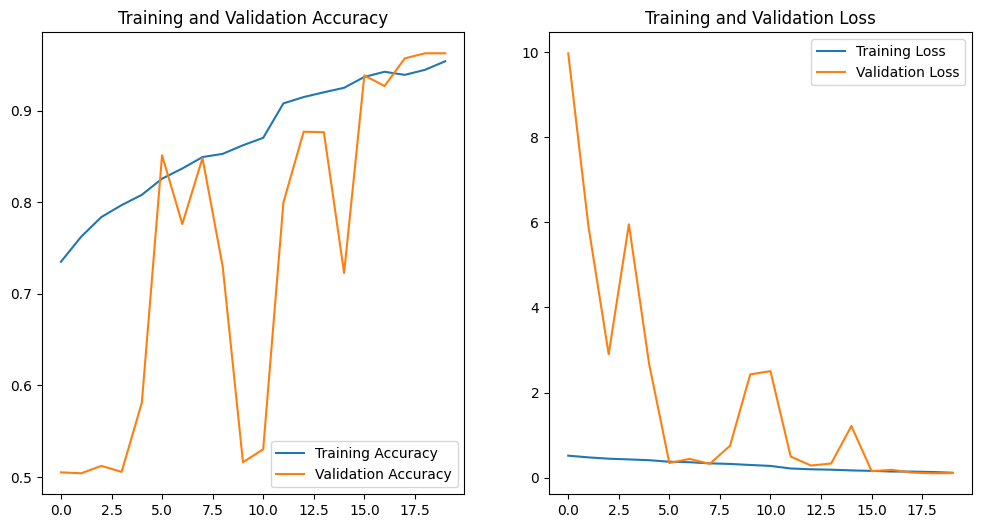 Training and Validation Accuracy
0.9
0.8
0.7
0.6
0.5
Training Accuracy
Validation Accuracy
0.0 2.5 5.0 7.5 10.0 12.5 15.0 17.5
Training and Validation Loss
Training Loss
Validation Loss
10
8
6
4
2
0
0.0 2.5 5.0 7.5 10.0 12.5 15.0 17.5